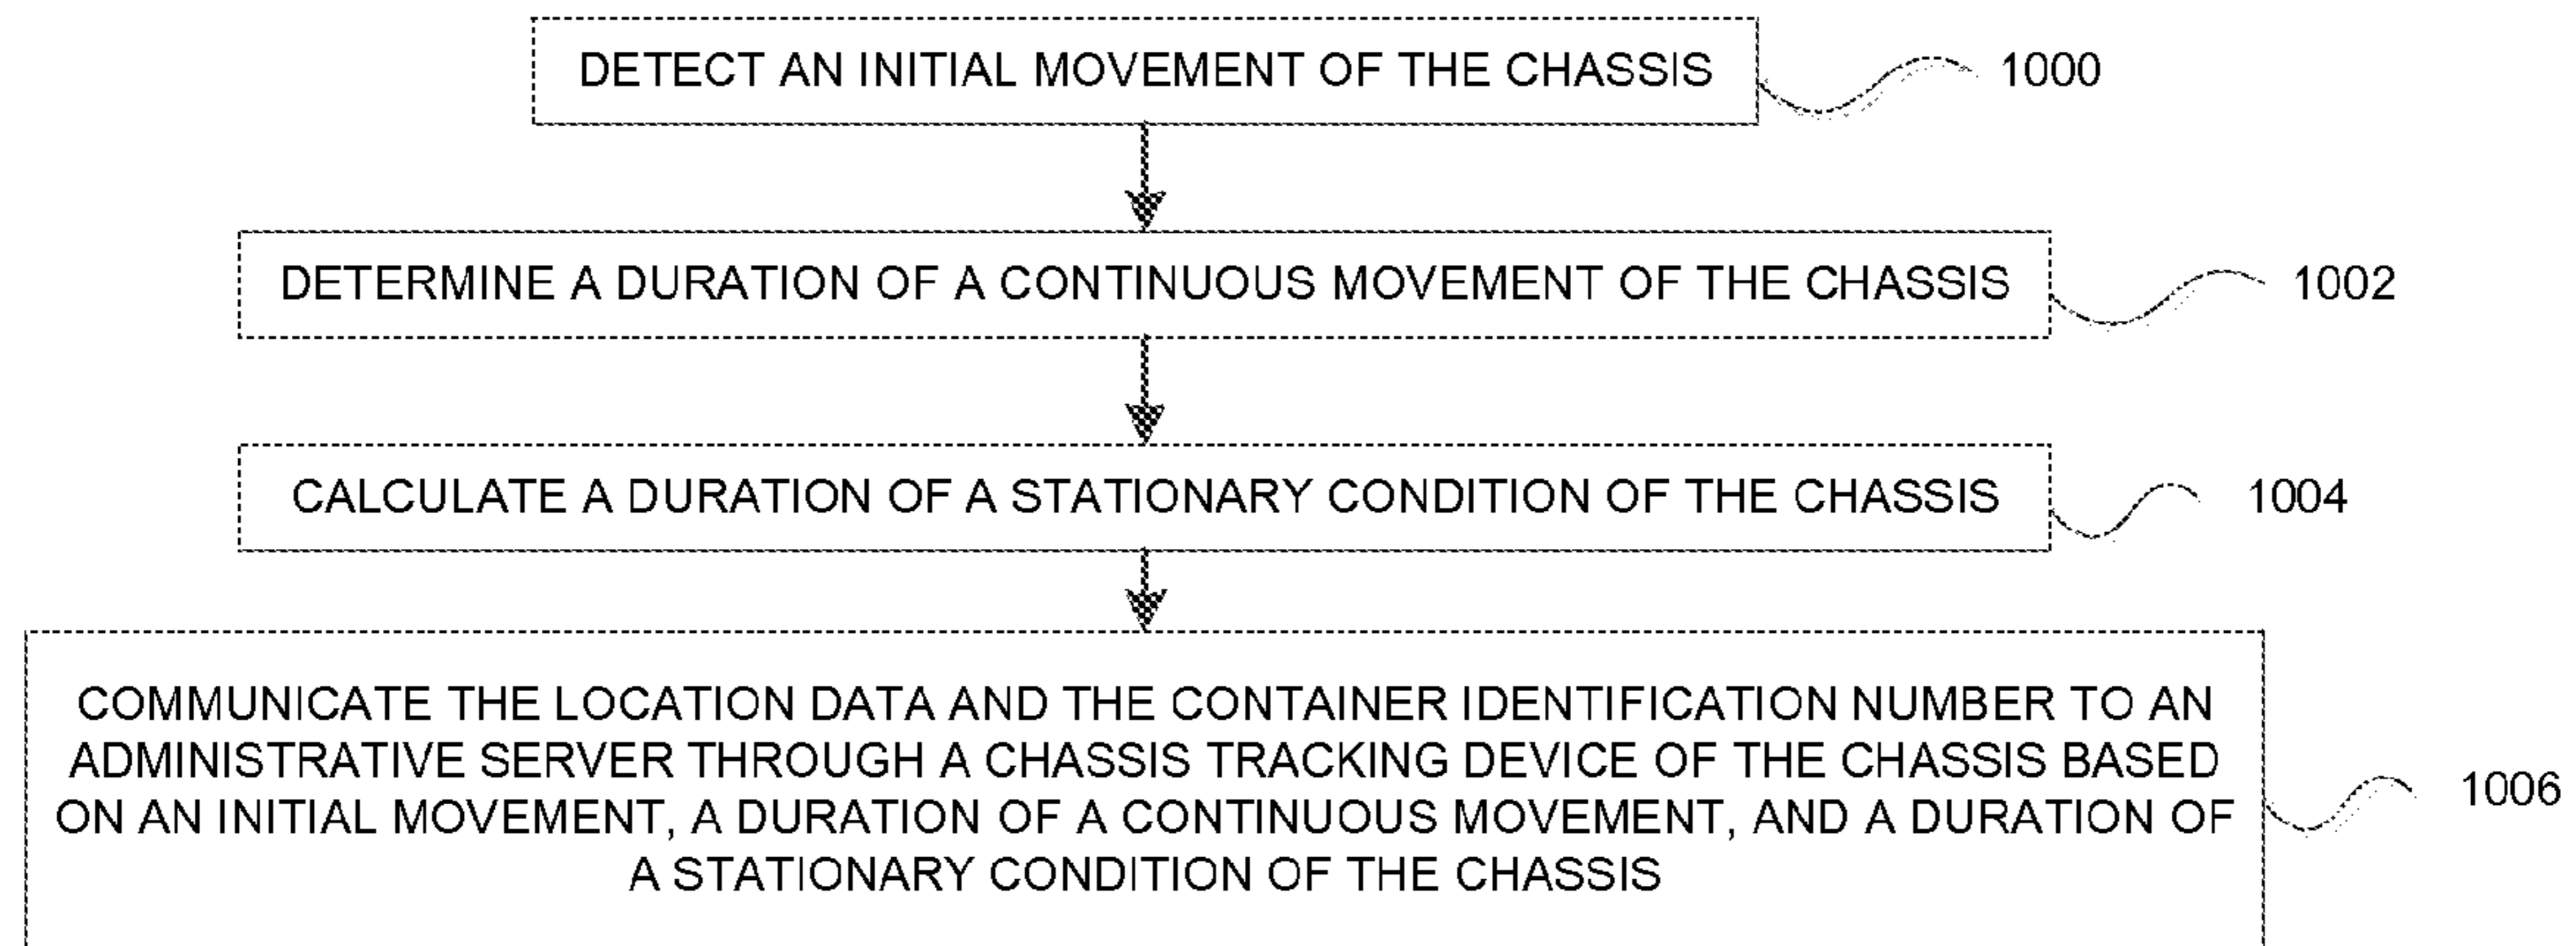 DETECT AN INITIAL MOVEMENT OF THE CHASSIS
1000
DETERMINE A DURATION OF A CONTINUOUS MOVEMENT OF THE CHASSIS
1002
CALCULATE A DURATION OF A STATIONARY CONDITION OF THE CHASSIS
1004
COMMUNICATE THE LOCATION DATA AND THE CONTAINER IDENTIFICATION NUMBER TO AN
ADMINISTRATIVE SERVER THROUGH A CHASSIS TRACKING DEVICE OF THE CHASSIS BASED
ON AN INITIAL MOVEMENT, A DURATION OF A CONTINUOUS MOVEMENT, AND A DURATION OF
A STATIONARY CONDITION OF THE CHASSIS
1006